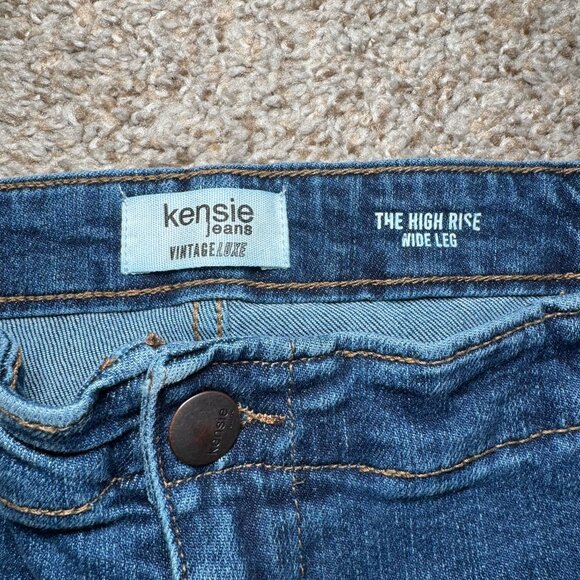 kensie
jeans
VINTAGE LUXE
THE HIGH RISE
WIDE LEG
kensie